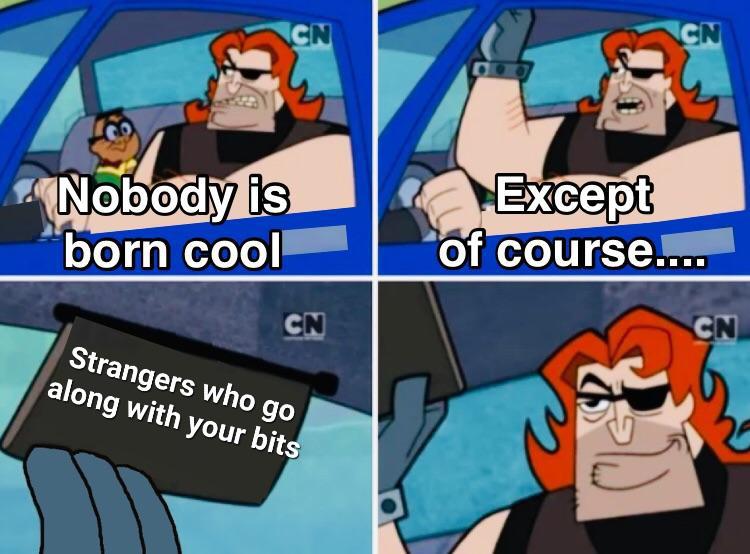 CN
CN
Nobody is
born cool
Except
of course....
CN
CN
Strangers who go
along with your bits